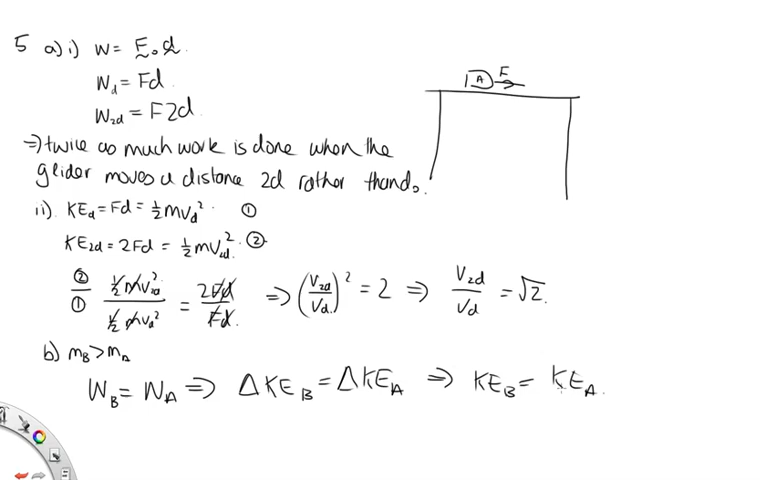 5 a) i) W = F∘d.
W_d = Fd.
W_2d = F2d
⇒ twice as much work is done when the
glider moves a distance 2d rather than d.
ii) KE_d = Fd = ½mv_d². ①
KE_2d = 2Fd = ½mv_2d². ②
②/① (½mv_2d²)/(½mv_d²) = 2Fd/Fd. ⇒ (v_2d/v_d)² = 2 ⇒ v_2d/v_d = √2.
b) m_B > m_A
W_B = W_A ⇒ ΔKE_B = ΔKE_A ⇒ KE_B = KE_A.
A F